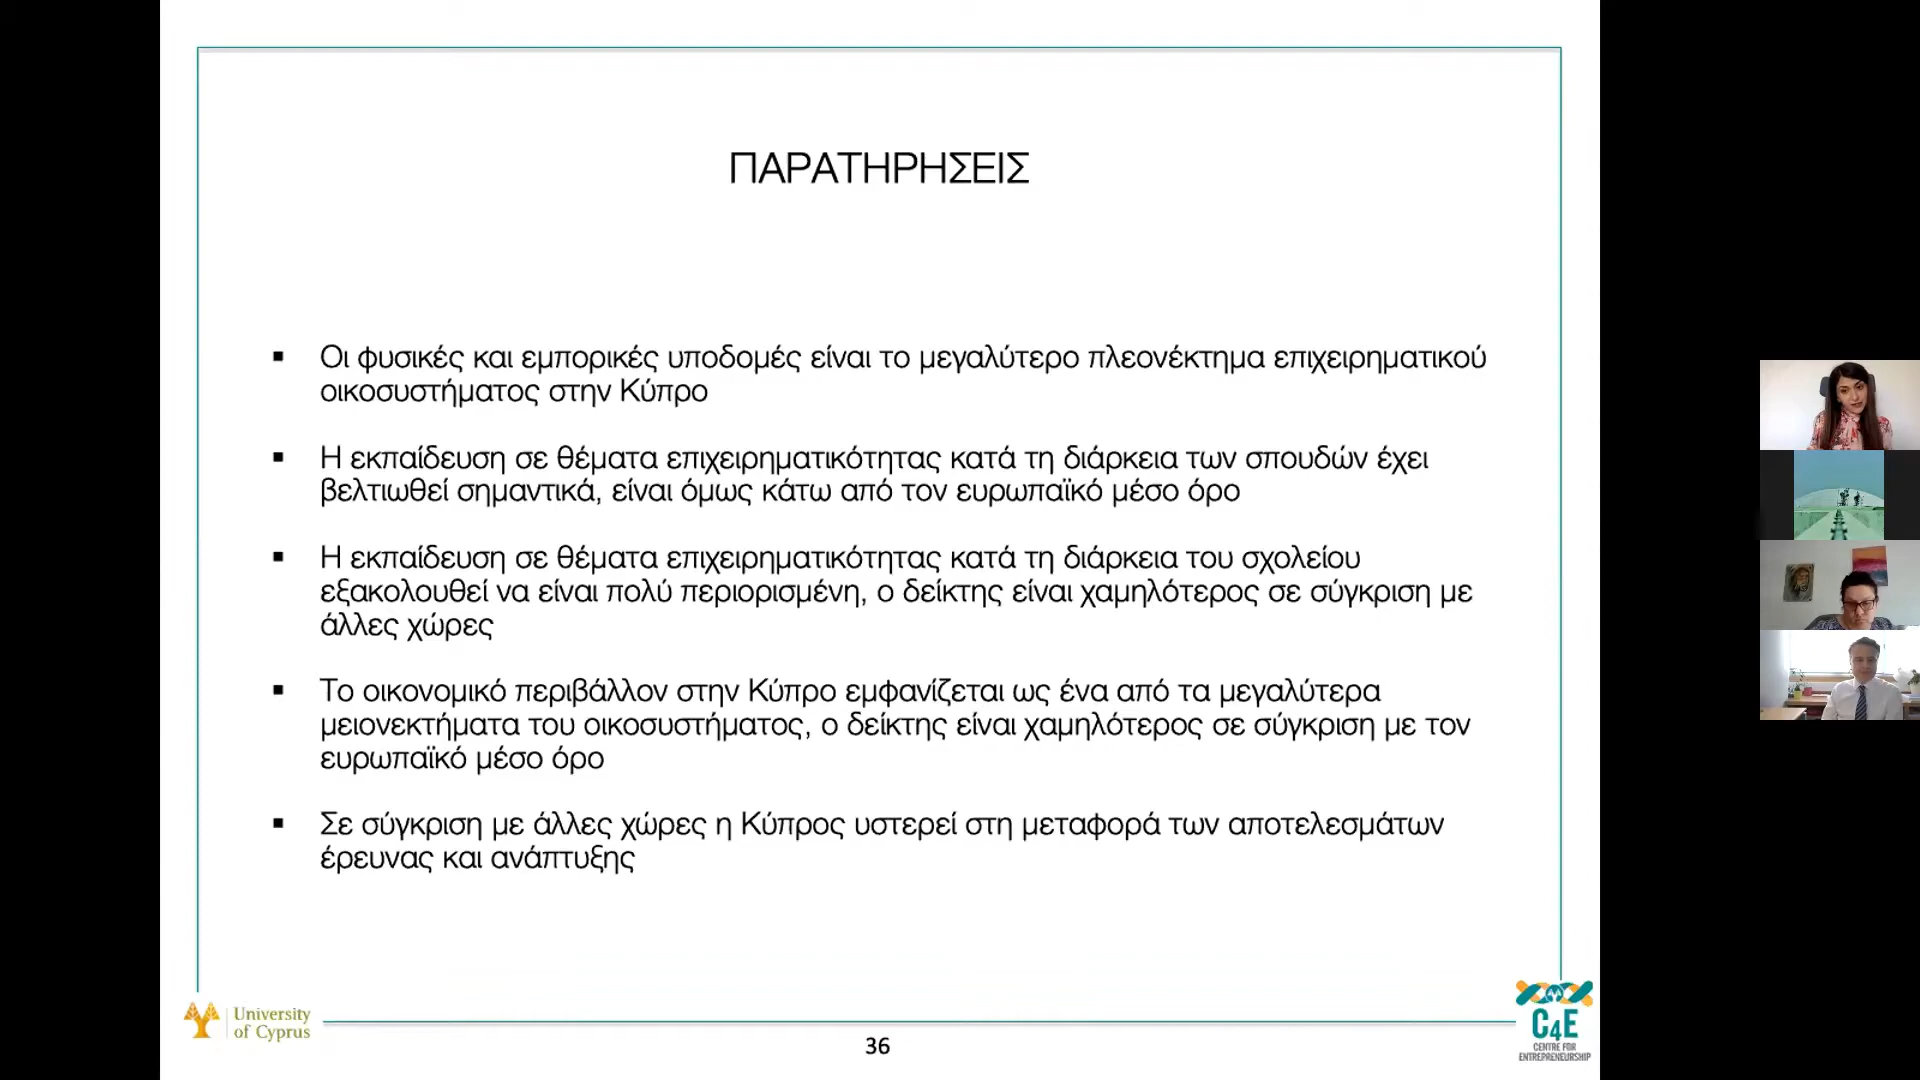 ΠΑΡΑΤΗΡΗΣΕΙΣ
▪ Οι φυσικές και εμπορικές υποδομές είναι το μεγαλύτερο πλεονέκτημα επιχειρηματικού
οικοσυστήματος στην Κύπρο
▪ Η εκπαίδευση σε θέματα επιχειρηματικότητας κατά τη διάρκεια των σπουδών έχει
βελτιωθεί σημαντικά, είναι όμως κάτω από τον ευρωπαϊκό μέσο όρο
▪ Η εκπαίδευση σε θέματα επιχειρηματικότητας κατά τη διάρκεια του σχολείου
εξακολουθεί να είναι πολύ περιορισμένη, ο δείκτης είναι χαμηλότερος σε σύγκριση με
άλλες χώρες
▪ Το οικονομικό περιβάλλον στην Κύπρο εμφανίζεται ως ένα από τα μεγαλύτερα
μειονεκτήματα του οικοσυστήματος, ο δείκτης είναι χαμηλότερος σε σύγκριση με τον
ευρωπαϊκό μέσο όρο
▪ Σε σύγκριση με άλλες χώρες η Κύπρος υστερεί στη μεταφορά των αποτελεσμάτων
έρευνας και ανάπτυξης
University
of Cyprus
36
C4E
CENTRE FOR
ENTREPRENEURSHIP